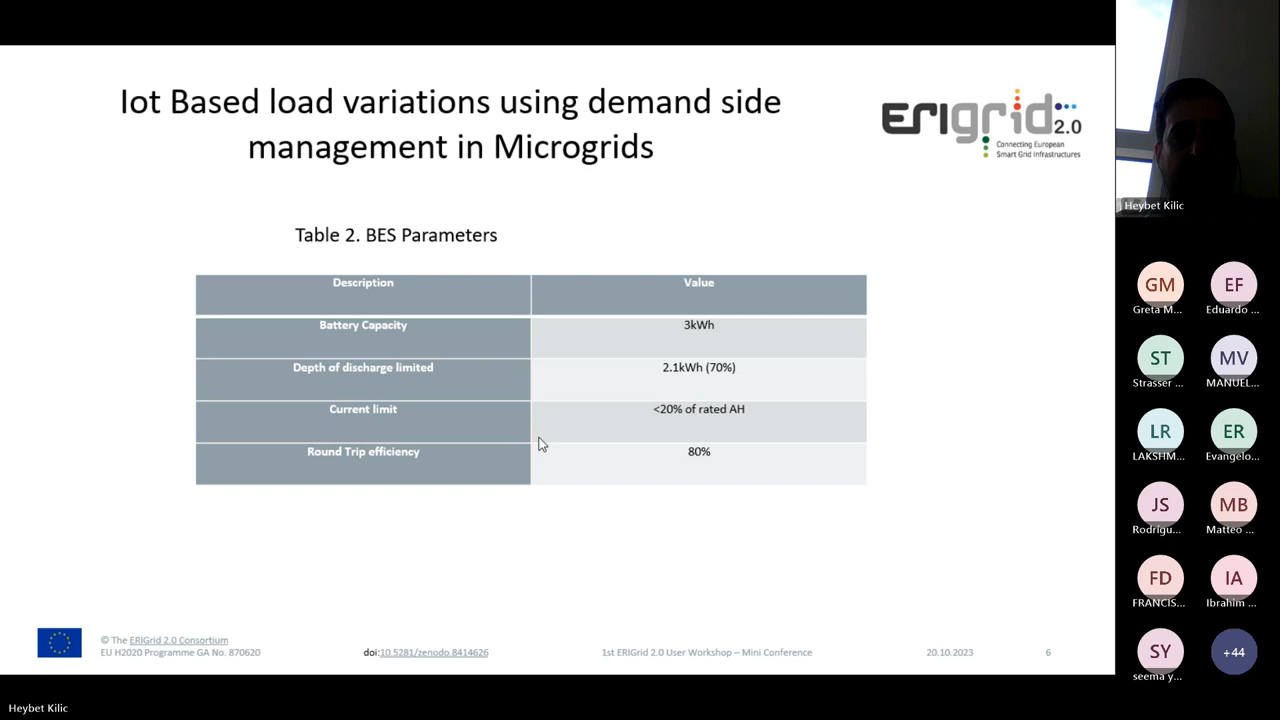 Iot Based load variations using demand side
management in Microgrids
ERIgrid 2.0
Connecting European
Smart Grid Infrastructures
Table 2. BES Parameters
Description Value
Battery Capacity 3kWh
Depth of discharge limited 2.1kWh (70%)
Current limit <20% of rated AH
Round Trip efficiency 80%
© The ERIGrid 2.0 Consortium
EU H2020 Programme GA No. 870620
doi:10.5281/zenodo.8414626
1st ERIGrid 2.0 User Workshop – Mini Conference
20.10.2023
6
Heybet Kilic
GM EF
Greta M... Eduardo ...
ST MV
Strasser ... MANUEL...
LR ER
LAKSHM... Evangelo...
JS MB
Rodrígu... Matteo ...
FD IA
FRANCIS... Ibrahim ...
SY +44
seema y...
Heybet Kilic